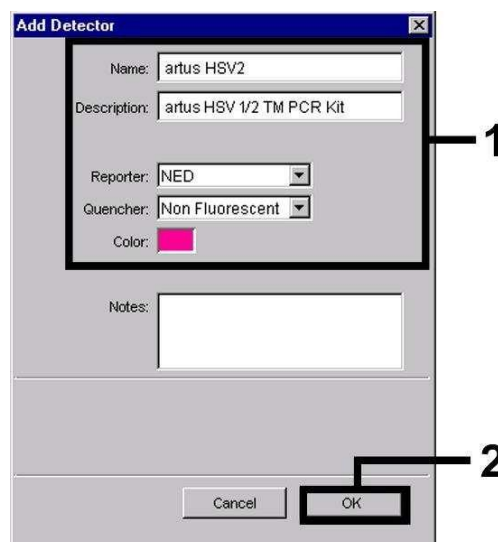 Add Detector
Name: artus HSV2
Description: artus HSV 1/2 TM PCR Kit
1
Reporter: NED
Quencher: Non Fluorescent
Color:
Notes:
2
Cancel OK